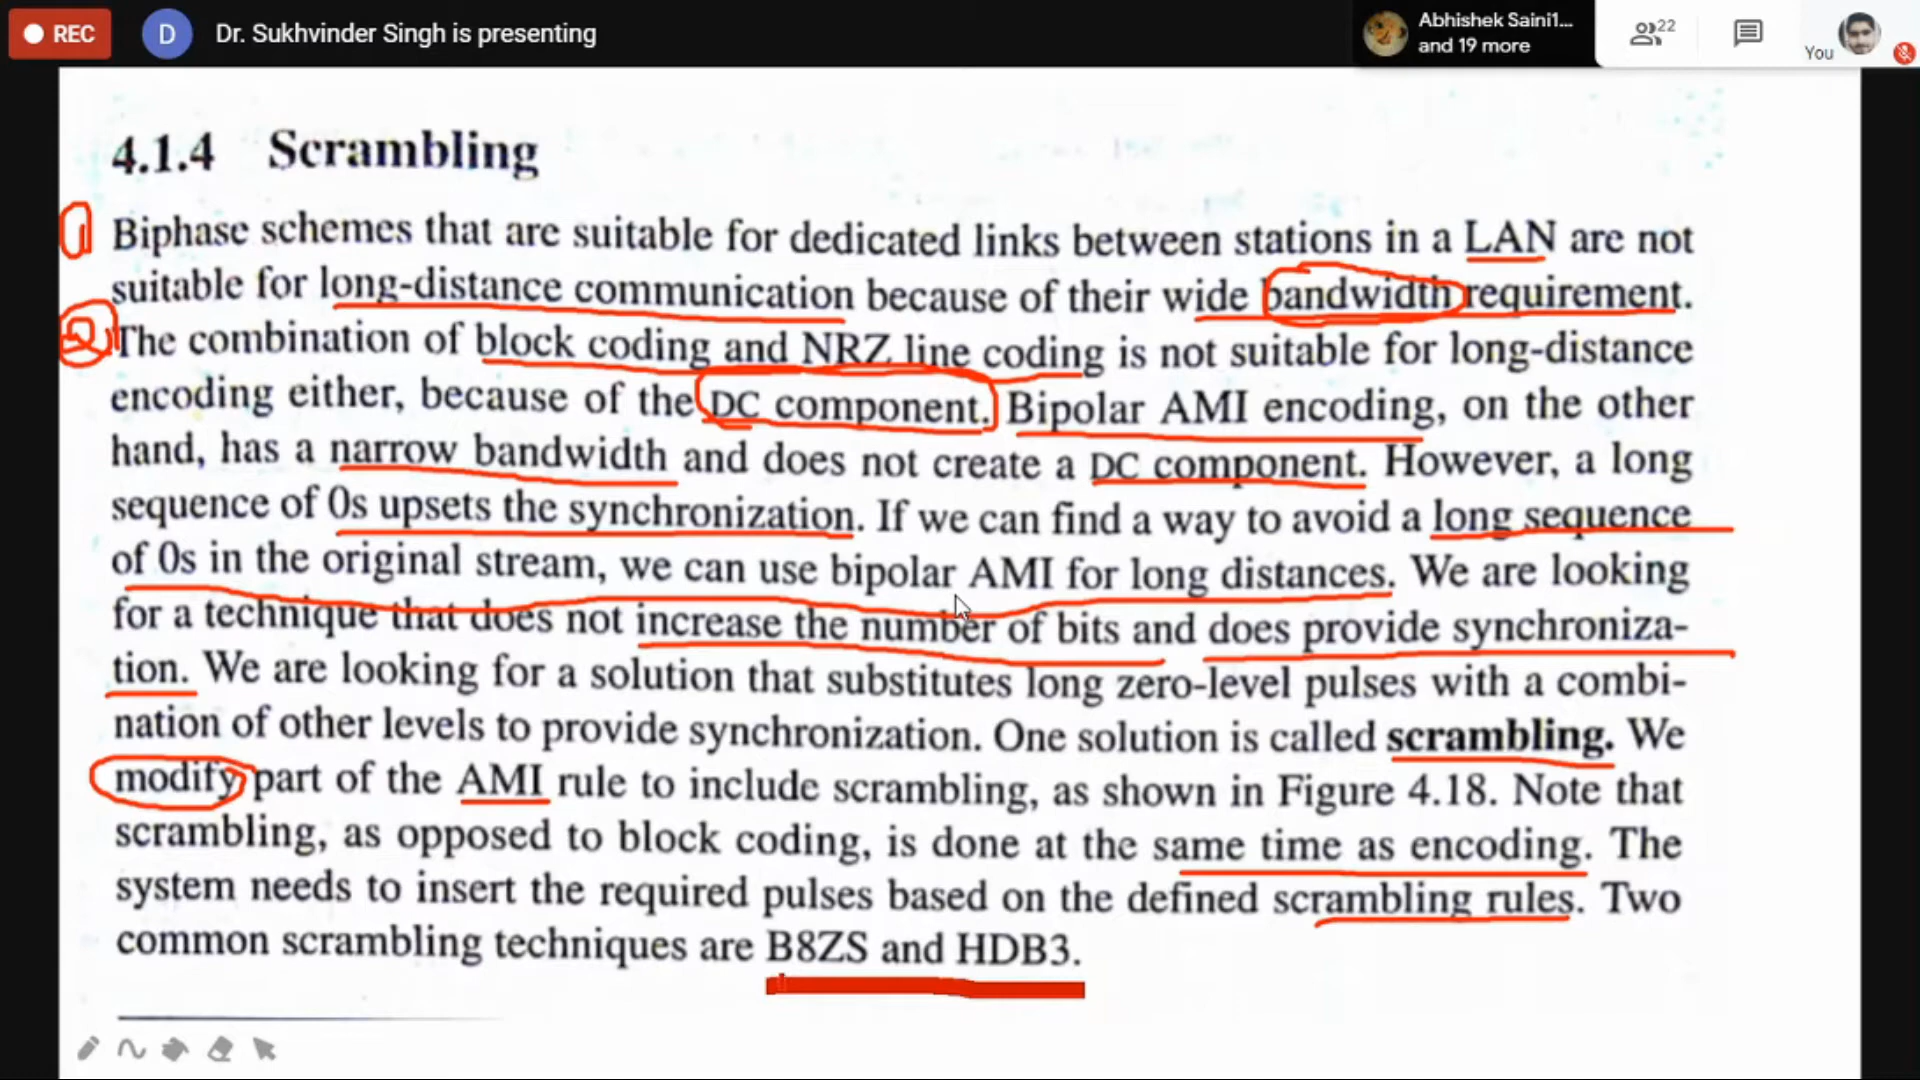 REC
D
Dr. Sukhvinder Singh is presenting
Abhishek Saini1...
and 19 more
22
You
4.1.4 Scrambling
1
Biphase schemes that are suitable for dedicated links between stations in a LAN are not
suitable for long-distance communication because of their wide bandwidth requirement.
2
The combination of block coding and NRZ line coding is not suitable for long-distance
encoding either, because of the DC component. Bipolar AMI encoding, on the other
hand, has a narrow bandwidth and does not create a DC component. However, a long
sequence of 0s upsets the synchronization. If we can find a way to avoid a long sequence
of 0s in the original stream, we can use bipolar AMI for long distances. We are looking
for a technique that does not increase the number of bits and does provide synchroniza-
tion. We are looking for a solution that substitutes long zero-level pulses with a combi-
nation of other levels to provide synchronization. One solution is called scrambling. We
modify part of the AMI rule to include scrambling, as shown in Figure 4.18. Note that
scrambling, as opposed to block coding, is done at the same time as encoding. The
system needs to insert the required pulses based on the defined scrambling rules. Two
common scrambling techniques are B8ZS and HDB3.